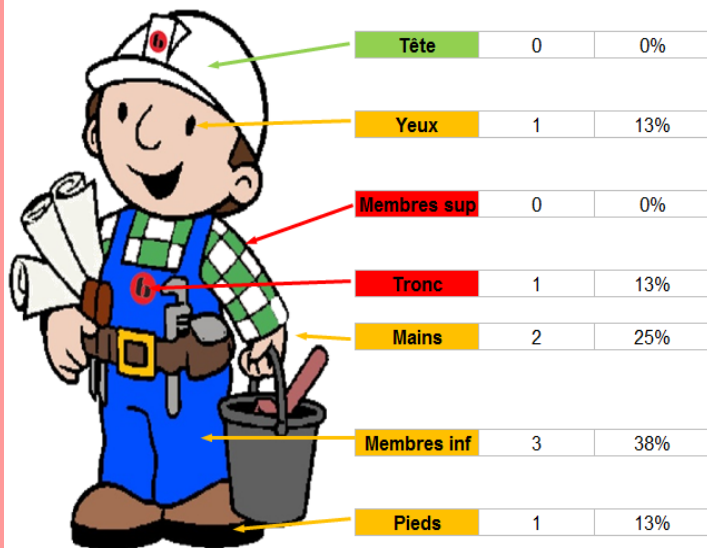 Tête 0 0%
Yeux 1 13%
Membres sup 0 0%
Tronc 1 13%
Mains 2 25%
Membres inf 3 38%
Pieds 1 13%